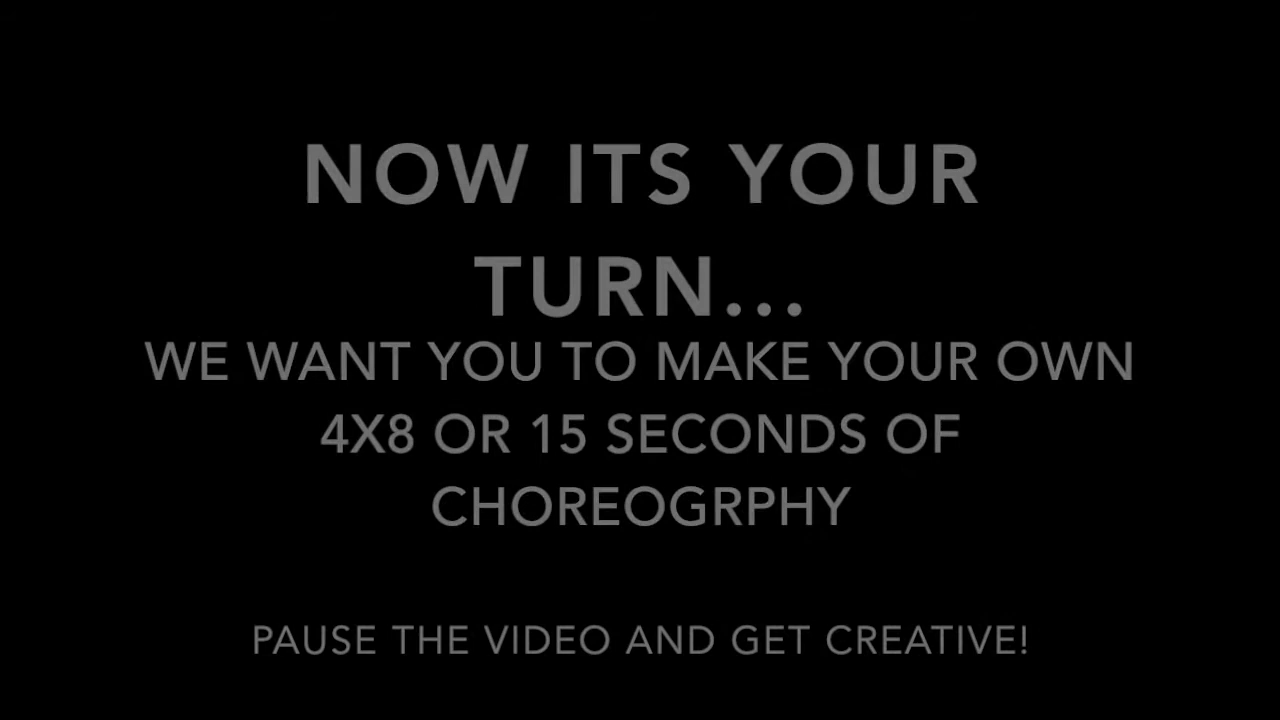 NOW ITS YOUR
TURN...
WE WANT YOU TO MAKE YOUR OWN
4X8 OR 15 SECONDS OF
CHOREOGRPHY
PAUSE THE VIDEO AND GET CREATIVE!